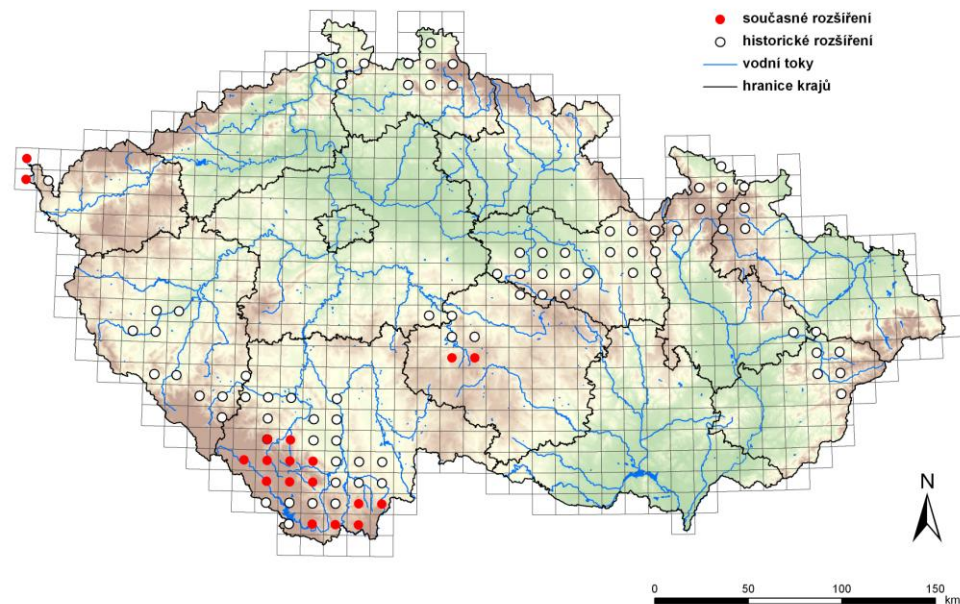 současné rozšíření
historické rozšíření
vodní toky
hranice krajů
N
0 50 100 150
km